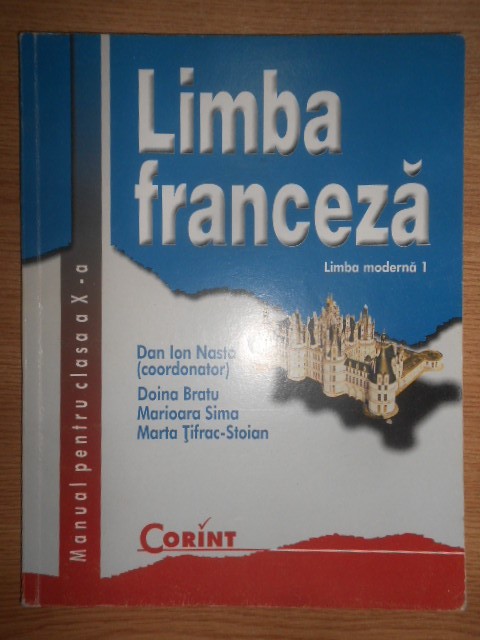 Limba
franceză
Limba modernă 1
Dan Ion Nasta
(coordonator)
Doina Bratu
Marioara Sima
Marta Ţifrac-Stoian
Manual pentru clasa a X-a
CORINT